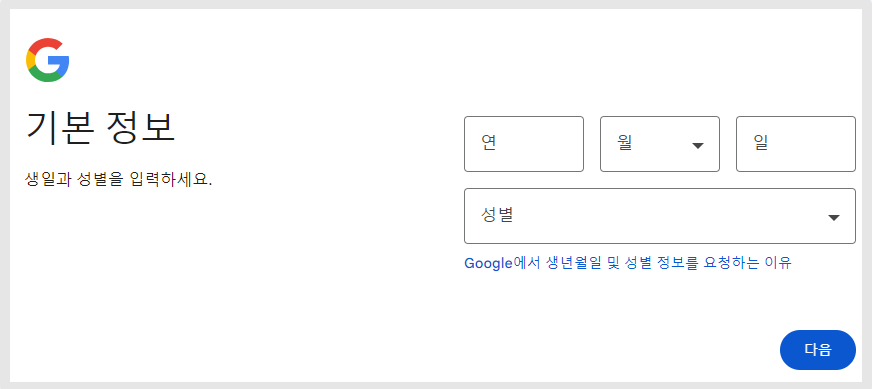 기본 정보
생일과 성별을 입력하세요.
연
월
일
성별
Google에서 생년월일 및 성별 정보를 요청하는 이유
다음